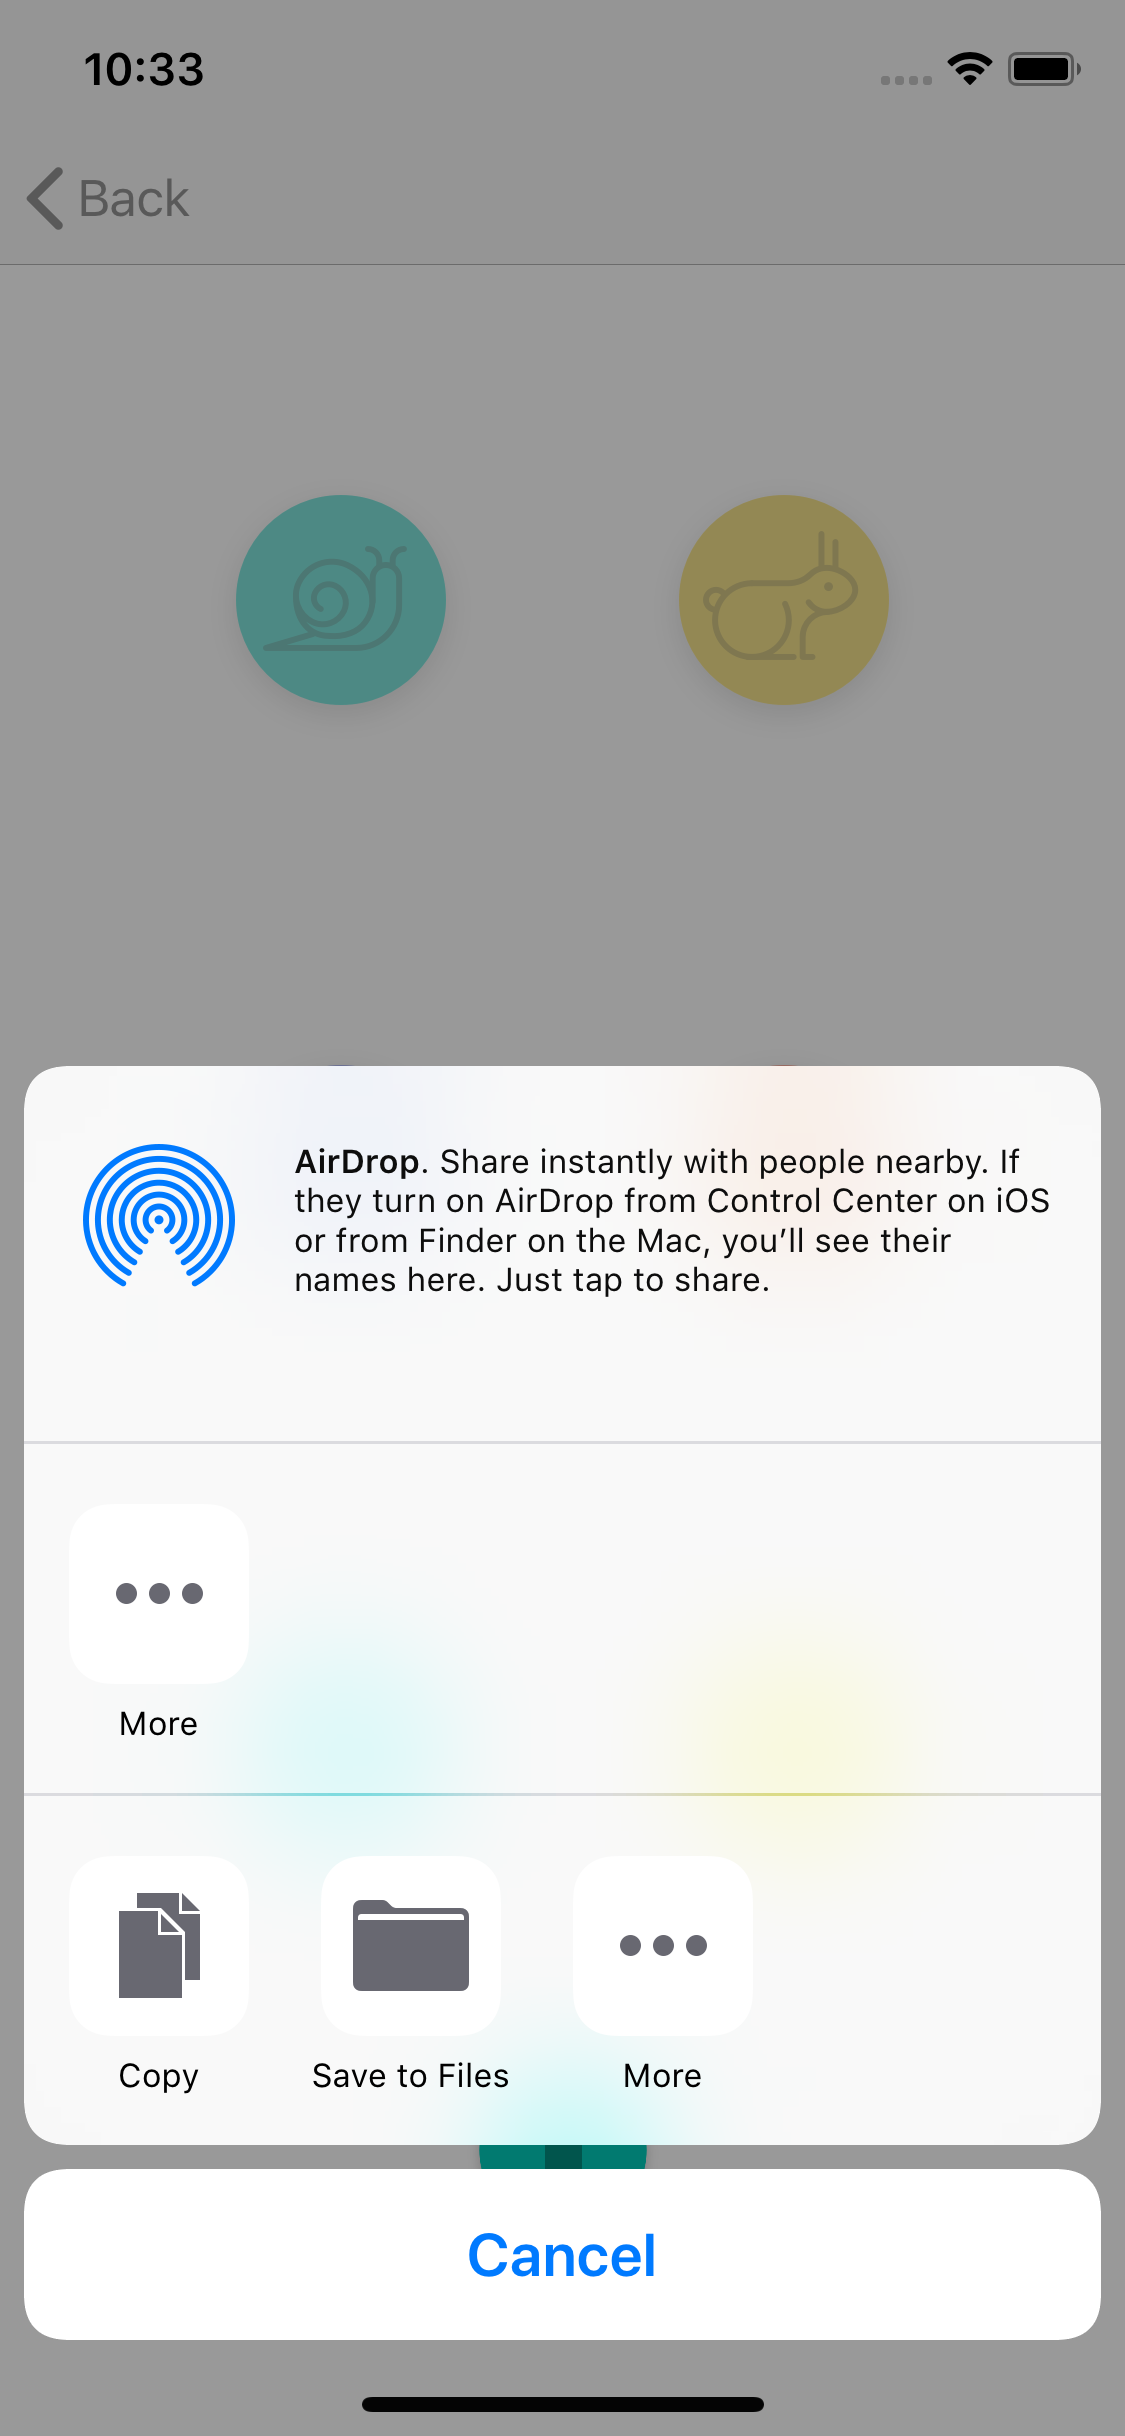 10:33
Back
AirDrop. Share instantly with people nearby. If
they turn on AirDrop from Control Center on iOS
or from Finder on the Mac, you’ll see their
names here. Just tap to share.
More
Copy
Save to Files
More
Cancel